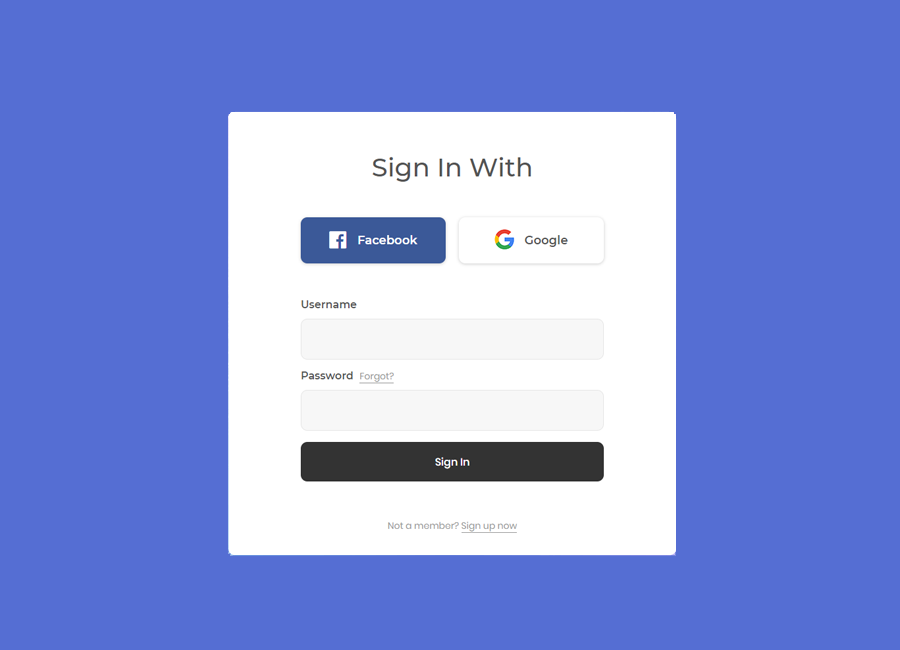 Sign In With
Facebook Google
Username
Password Forgot?
Sign In
Not a member? Sign up now